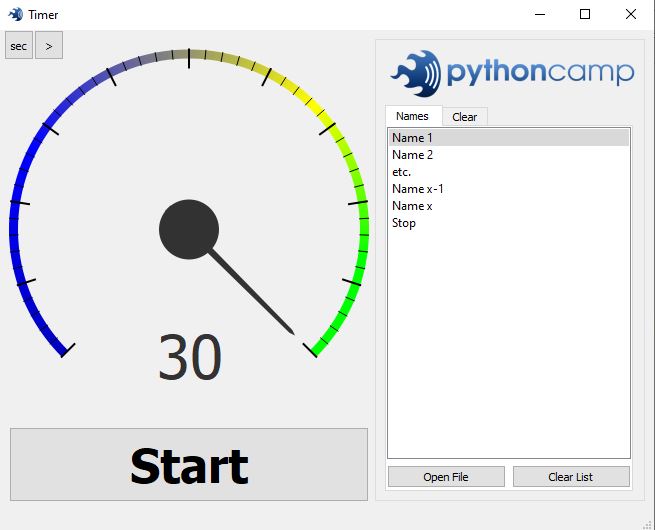 Timer
sec >
pythoncamp
Names Clear
Name 1
Name 2
etc.
Name x-1
Name x
Stop
30
Start
Open File Clear List